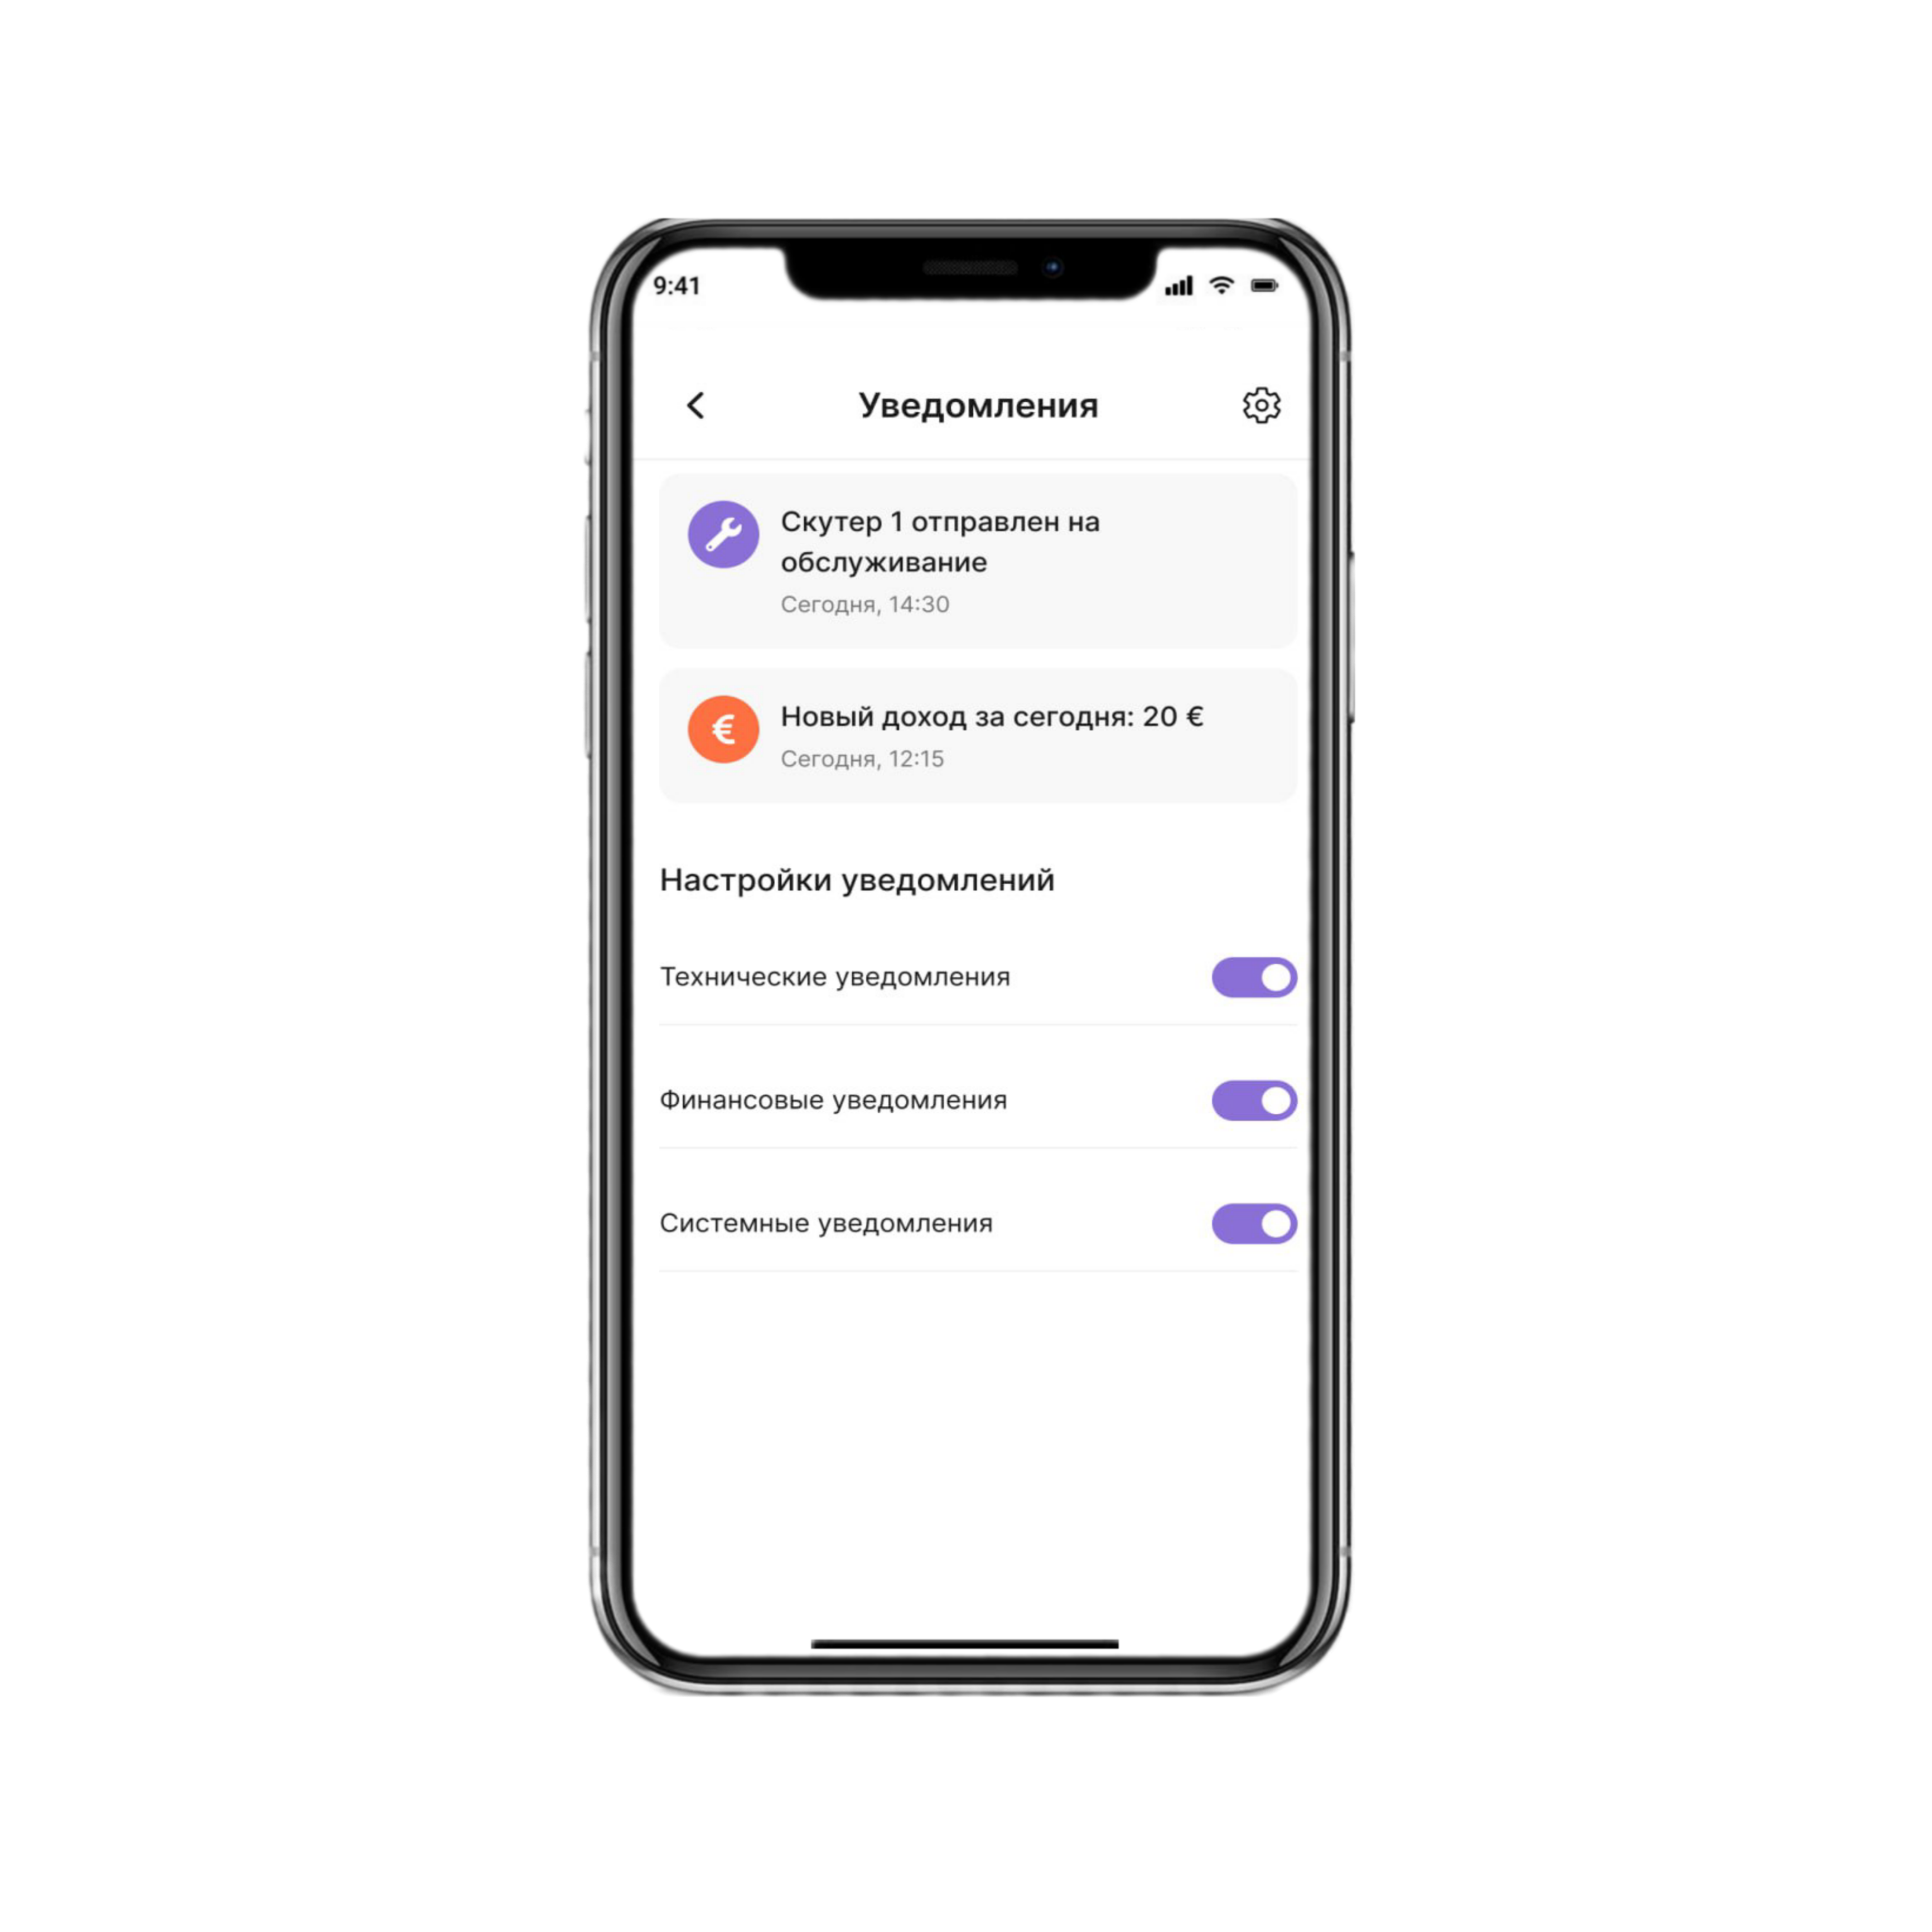 9:41
Уведомления
Скутер 1 отправлен на
обслуживание
Сегодня, 14:30
€
Новый доход за сегодня: 20 €
Сегодня, 12:15
Настройки уведомлений
Технические уведомления
Финансовые уведомления
Системные уведомления